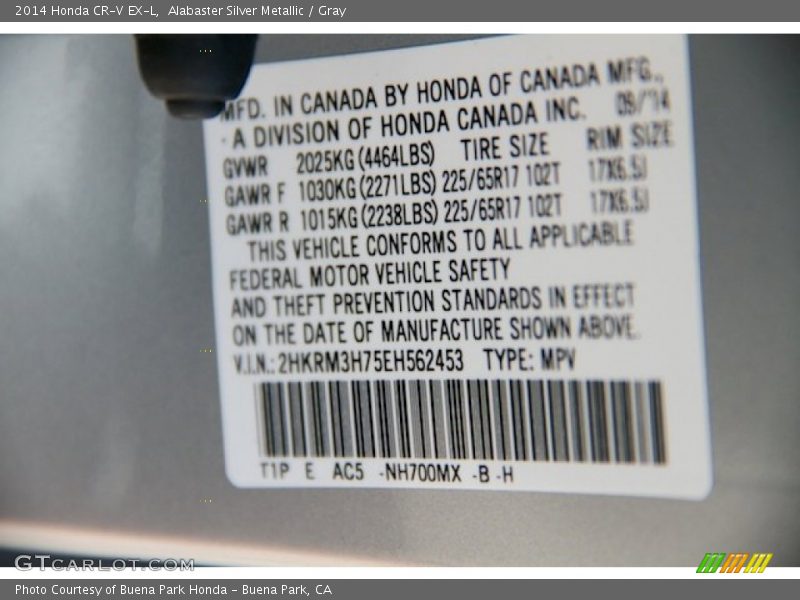 2014 Honda CR-V EX-L, Alabaster Silver Metallic / Gray
MFD. IN CANADA BY HONDA OF CANADA MFG.,
A DIVISION OF HONDA CANADA INC. 09/'14
GVWR 2025KG (4464LBS) TIRE SIZE RIM SIZE
GAWR F 1030KG (2271LBS) 225/65R17 102T 17X6.5J
GAWR R 1015KG (2238LBS) 225/65R17 102T 17X6.5J
THIS VEHICLE CONFORMS TO ALL APPLICABLE
FEDERAL MOTOR VEHICLE SAFETY
AND THEFT PREVENTION STANDARDS IN EFFECT
ON THE DATE OF MANUFACTURE SHOWN ABOVE.
V.I.N.: 2HKRM3H75EH562453 TYPE: MPV
T1P E AC5 -NH700MX -B -H
GTCARLOT.COM
Photo Courtesy of Buena Park Honda - Buena Park, CA